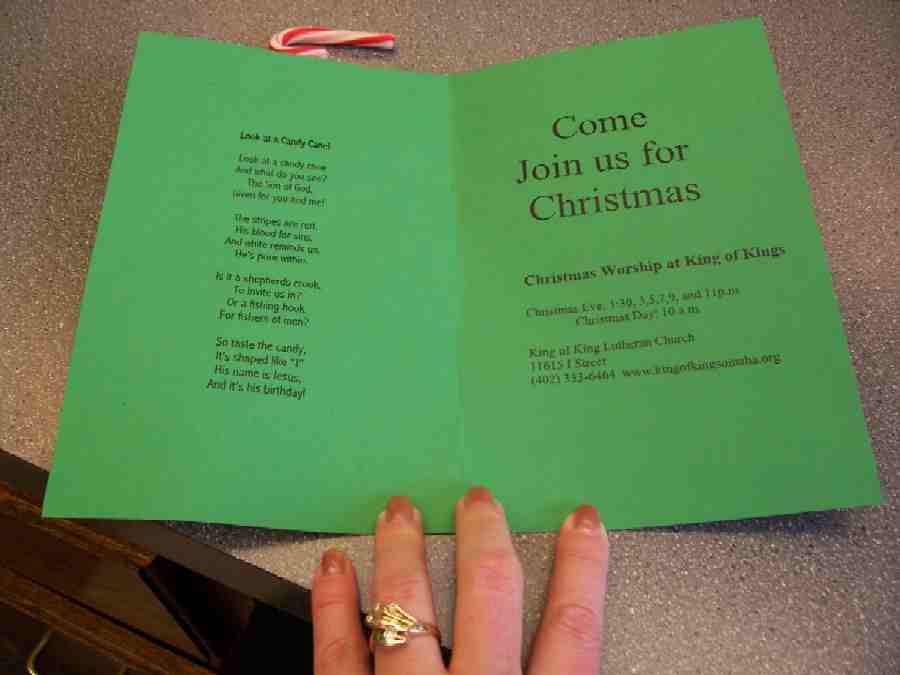 Look at a Candy Cane!
Look at a candy cane
And what do you see?
The Son of God,
Given for you and me!
The stripes are red,
His blood for sins,
And white reminds us,
He's pure within.
Is it a shepherds crook,
To invite us in?
Or a fishing hook,
For fishers of men?
So taste the candy,
It's shaped like "J"
His name is Jesus,
And it's his birthday!
Come
Join us for
Christmas
Christmas Worship at King of Kings
Christmas Eve, 1:30, 3,5,7,9, and 11p.m.
Christmas Day: 10 a.m.
King of King Lutheran Church
11615 I Street
(402) 333-6464 www.kingofkingsomaha.org